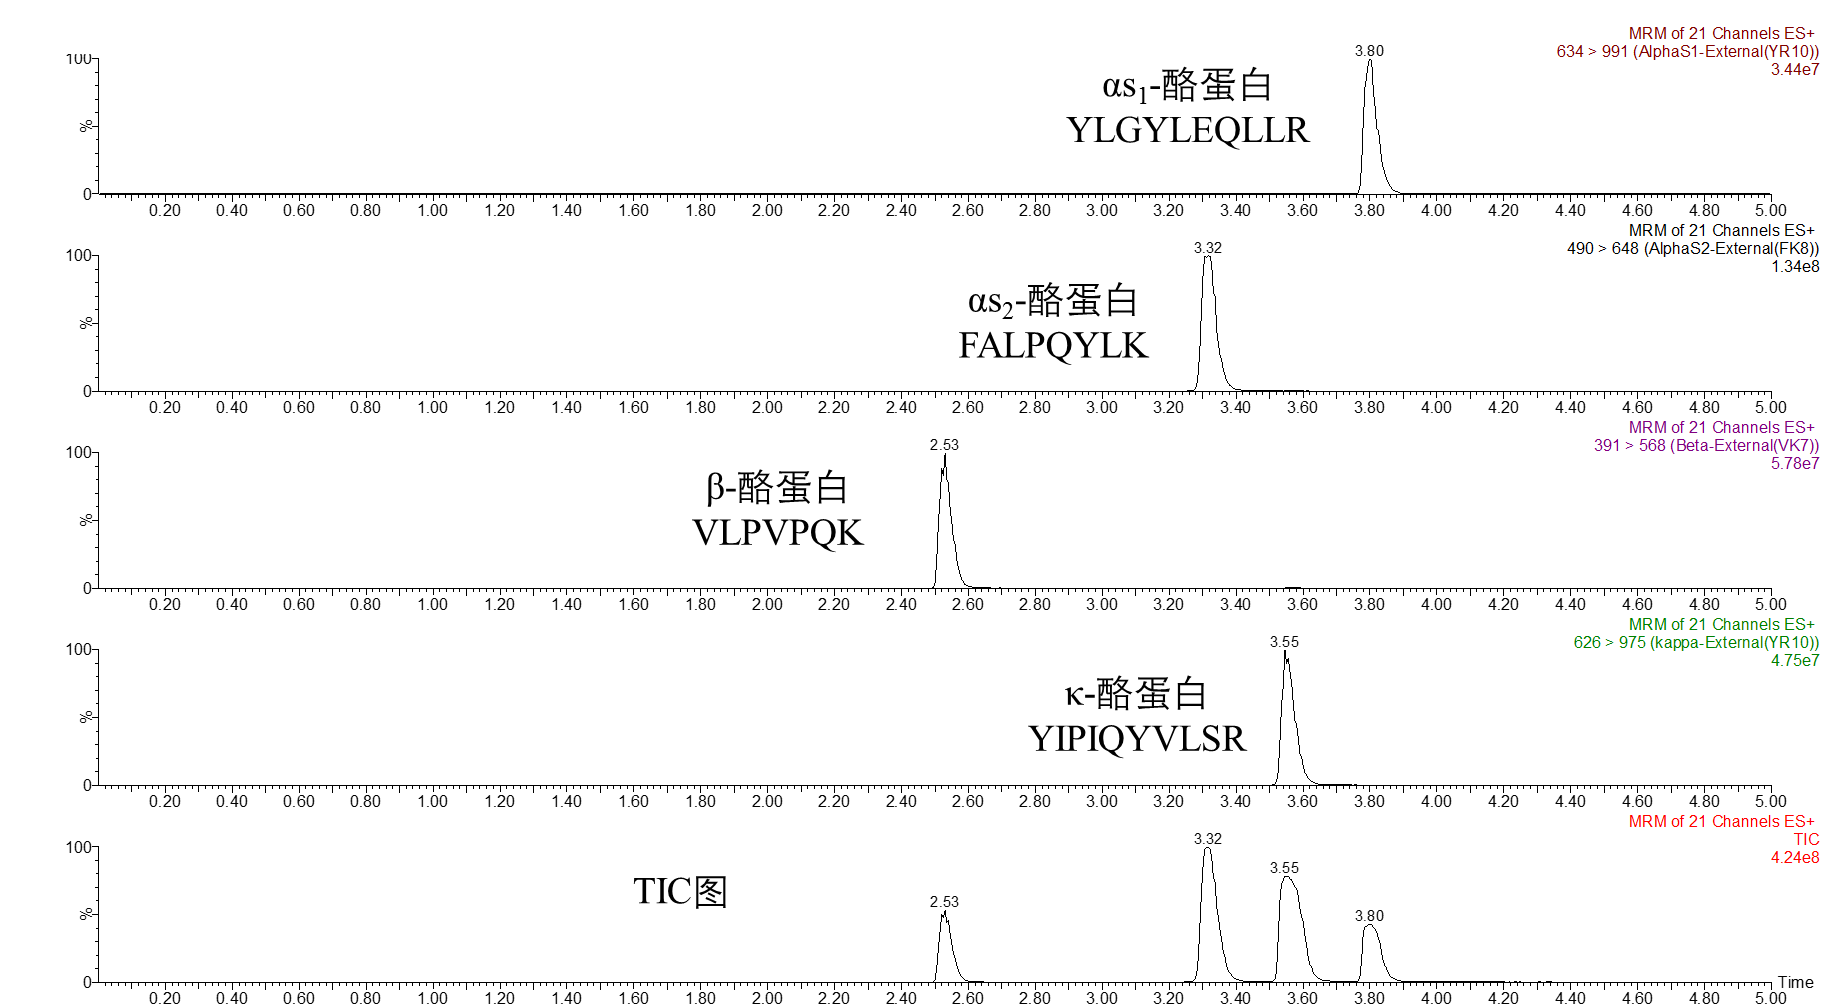 MRM of 21 Channels ES+
634 > 991 (AlphaS1-External(YR10))
3.44e7
3.80
100
%
0
αs₁-酪蛋白
YLGYLEQLLR
0.20 0.40 0.60 0.80 1.00 1.20 1.40 1.60 1.80 2.00 2.20 2.40 2.60 2.80 3.00 3.20 3.40 3.60 3.80 4.00 4.20 4.40 4.60 4.80 5.00
MRM of 21 Channels ES+
490 > 648 (AlphaS2-External(FK8))
1.34e8
3.32
100
%
0
αs₂-酪蛋白
FALPQYLK
0.20 0.40 0.60 0.80 1.00 1.20 1.40 1.60 1.80 2.00 2.20 2.40 2.60 2.80 3.00 3.20 3.40 3.60 3.80 4.00 4.20 4.40 4.60 4.80 5.00
MRM of 21 Channels ES+
391 > 568 (Beta-External(VK7))
5.78e7
2.53
100
%
0
β-酪蛋白
VLPVPQK
0.20 0.40 0.60 0.80 1.00 1.20 1.40 1.60 1.80 2.00 2.20 2.40 2.60 2.80 3.00 3.20 3.40 3.60 3.80 4.00 4.20 4.40 4.60 4.80 5.00
MRM of 21 Channels ES+
626 > 975 (kappa-External(YR10))
4.75e7
3.55
100
%
0
κ-酪蛋白
YIPIQYVLSR
0.20 0.40 0.60 0.80 1.00 1.20 1.40 1.60 1.80 2.00 2.20 2.40 2.60 2.80 3.00 3.20 3.40 3.60 3.80 4.00 4.20 4.40 4.60 4.80 5.00
MRM of 21 Channels ES+
TIC
4.24e8
3.32
3.55
2.53
3.80
100
%
0
TIC图
Time
0.20 0.40 0.60 0.80 1.00 1.20 1.40 1.60 1.80 2.00 2.20 2.40 2.60 2.80 3.00 3.20 3.40 3.60 3.80 4.00 4.20 4.40 4.60 4.80 5.00